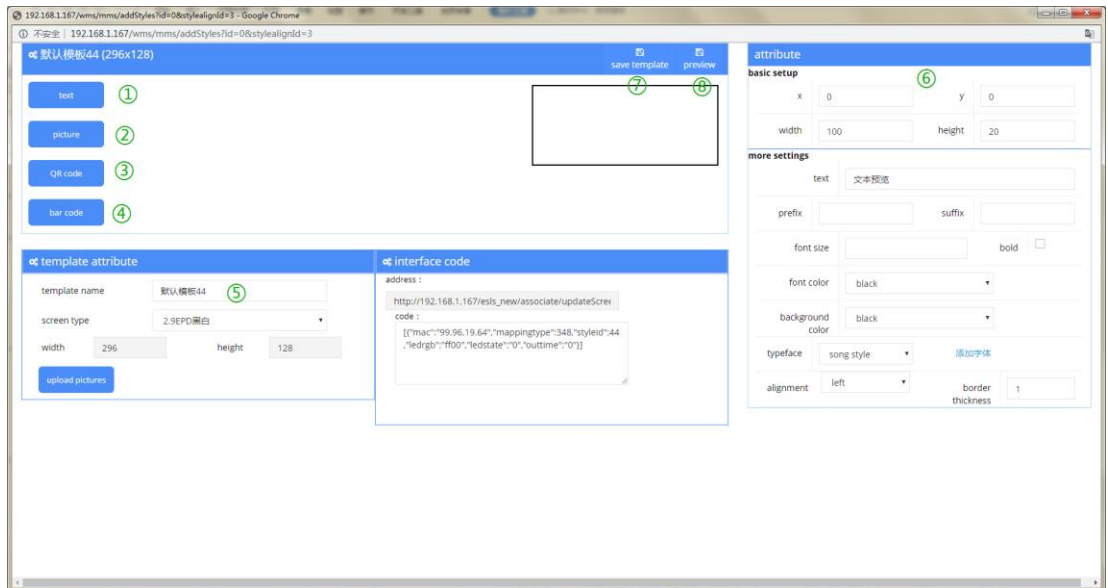 192.168.1.167/wms/mms/addStyles?id=0&stylealignId=3 - Google Chrome
不安全 | 192.168.1.167/wms/mms/addStyles?id=0&stylealignId=3
默认模板44 (296x128)
save template
preview
⑦
⑧
text ①
picture ②
QR code ③
bar code ④
template attribute
template name 默认模板44 ⑤
screen type 2.9EPD黑白
width 296 height 128
upload pictures
interface code
address :
http://192.168.1.167/esls_new/associate/updateScree
code :
[{"mac":"99.96.19.64","mappingtype":348,"styleid":44
,"ledrgb":"ff00","ledstate":"0","outtime":"0"}]
attribute
basic setup ⑥
x 0 y 0
width 100 height 20
more settings
text 文本预览
prefix suffix
font size bold
font color black
background
color
black
typeface song style 添加字体
alignment left
border
thickness
1